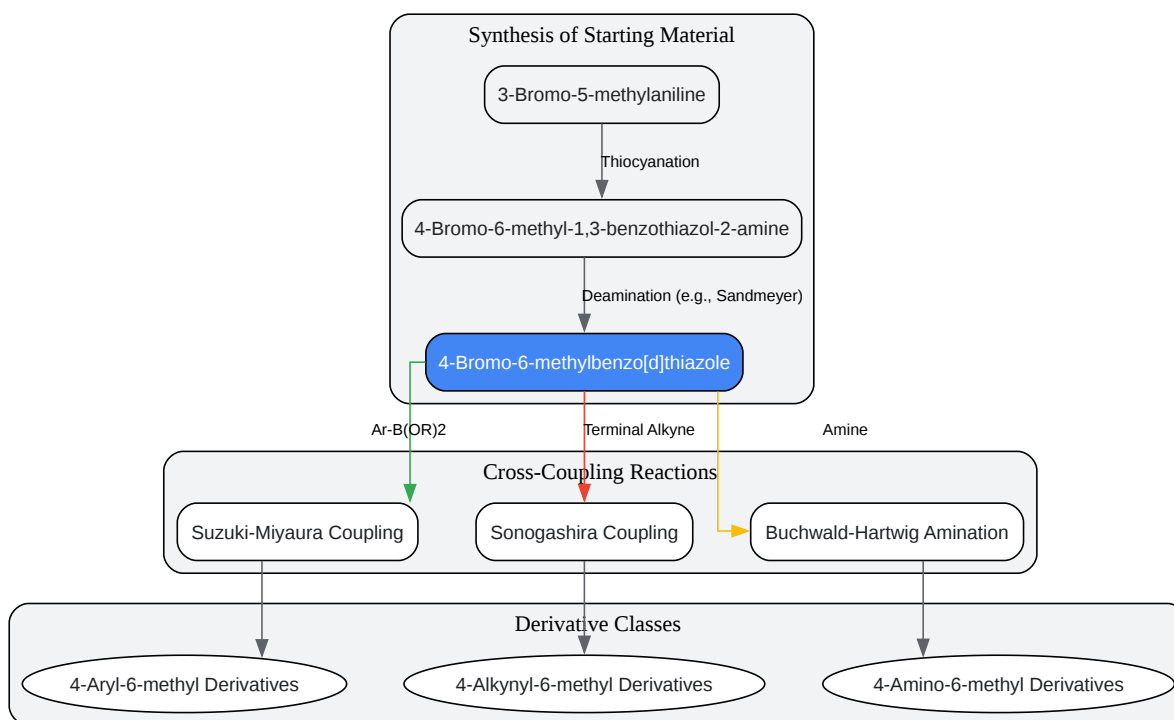 Synthesis of Starting Material
3-Bromo-5-methylaniline
Thiocyanation
4-Bromo-6-methyl-1,3-benzothiazol-2-amine
Deamination (e.g., Sandmeyer)
4-Bromo-6-methylbenzo[d]thiazole
Ar-B(OR)2
Terminal Alkyne
Amine
Cross-Coupling Reactions
Suzuki-Miyaura Coupling
Sonogashira Coupling
Buchwald-Hartwig Amination
Derivative Classes
4-Aryl-6-methyl Derivatives
4-Alkynyl-6-methyl Derivatives
4-Amino-6-methyl Derivatives